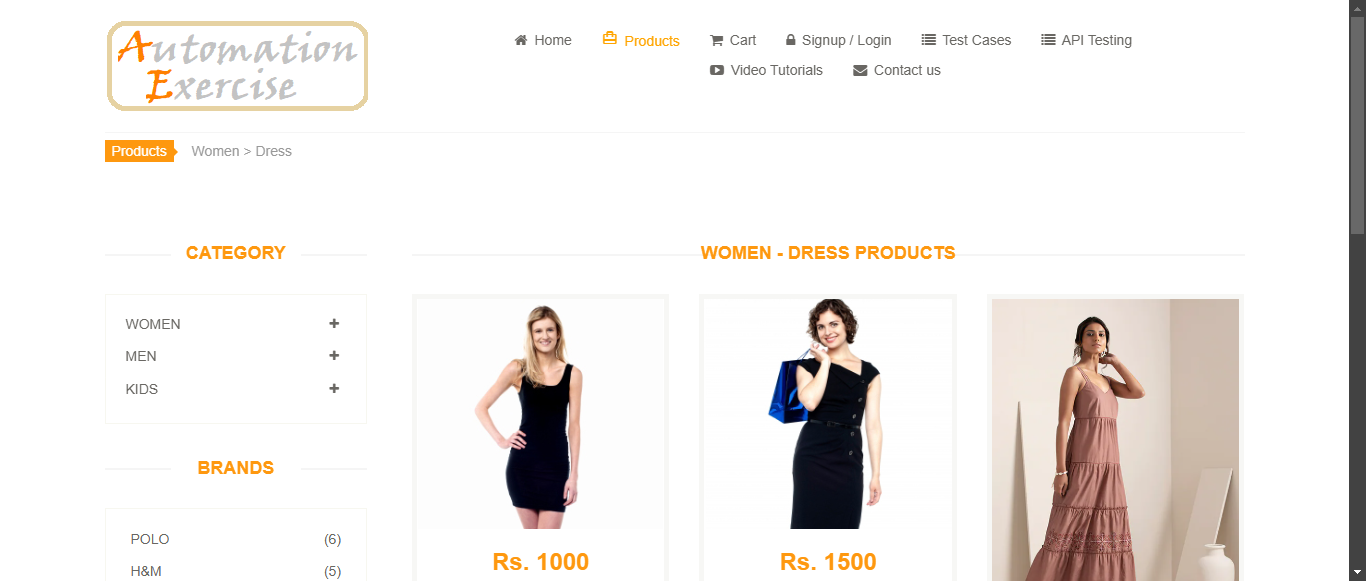 Automation
Exercise
Home
Products
Cart
Signup / Login
Test Cases
API Testing
Video Tutorials
Contact us
Products
Women > Dress
CATEGORY
WOMEN - DRESS PRODUCTS
WOMEN +
MEN +
KIDS +
BRANDS
POLO (6)
H&M (5)
Rs. 1000
Rs. 1500